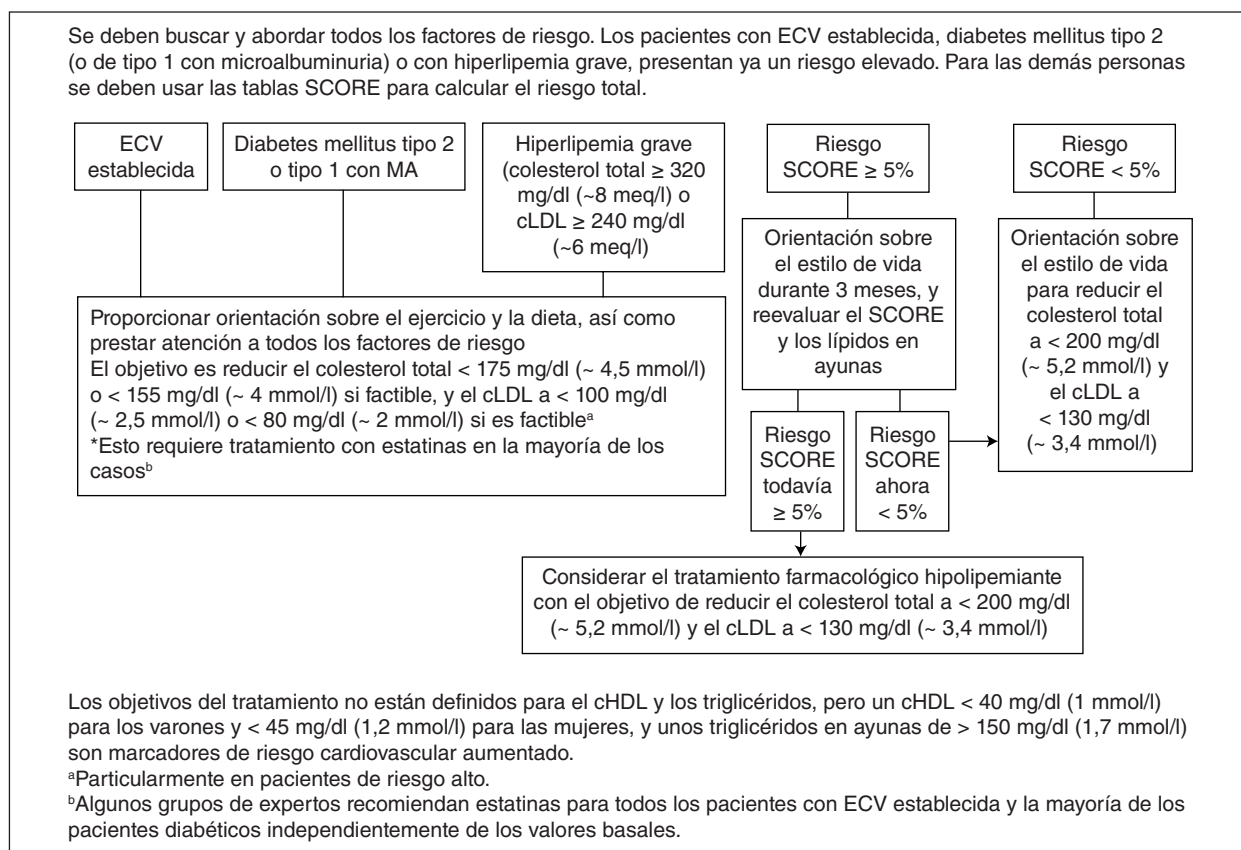 Se deben buscar y abordar todos los factores de riesgo. Los pacientes con ECV establecida, diabetes mellitus tipo 2
(o de tipo 1 con microalbuminuria) o con hiperlipemia grave, presentan ya un riesgo elevado. Para las demás personas
se deben usar las tablas SCORE para calcular el riesgo total.
ECV
establecida
Diabetes mellitus tipo 2
o tipo 1 con MA
Hiperlipemia grave
(colesterol total ≥ 320
mg/dl (~8 meq/l) o
cLDL ≥ 240 mg/dl
(~6 meq/l)
Riesgo
SCORE ≥ 5%
Riesgo
SCORE < 5%
Proporcionar orientación sobre el ejercicio y la dieta, así como
prestar atención a todos los factores de riesgo
El objetivo es reducir el colesterol total < 175 mg/dl (~ 4,5 mmol/l)
o < 155 mg/dl (~ 4 mmol/l) si factible, y el cLDL a < 100 mg/dl
(~ 2,5 mmol/l) o < 80 mg/dl (~ 2 mmol/l) si es factibleᵃ
*Esto requiere tratamiento con estatinas en la mayoría de los
casosᵇ
Orientación sobre
el estilo de vida
durante 3 meses, y
reevaluar el SCORE
y los lípidos en
ayunas
Orientación sobre
el estilo de vida
para reducir el
colesterol total
a < 200 mg/dl
(~ 5,2 mmol/l) y
el cLDL a
< 130 mg/dl
(~ 3,4 mmol/l)
Riesgo
SCORE
todavía
≥ 5%
Riesgo
SCORE
ahora
< 5%
Considerar el tratamiento farmacológico hipolipemiante
con el objetivo de reducir el colesterol total a < 200 mg/dl
(~ 5,2 mmol/l) y el cLDL a < 130 mg/dl (~ 3,4 mmol/l)
Los objetivos del tratamiento no están definidos para el cHDL y los triglicéridos, pero un cHDL < 40 mg/dl (1 mmol/l)
para los varones y < 45 mg/dl (1,2 mmol/l) para las mujeres, y unos triglicéridos en ayunas de > 150 mg/dl (1,7 mmol/l)
son marcadores de riesgo cardiovascular aumentado.
ᵃParticularmente en pacientes de riesgo alto.
ᵇAlgunos grupos de expertos recomiendan estatinas para todos los pacientes con ECV establecida y la mayoría de los
pacientes diabéticos independientemente de los valores basales.